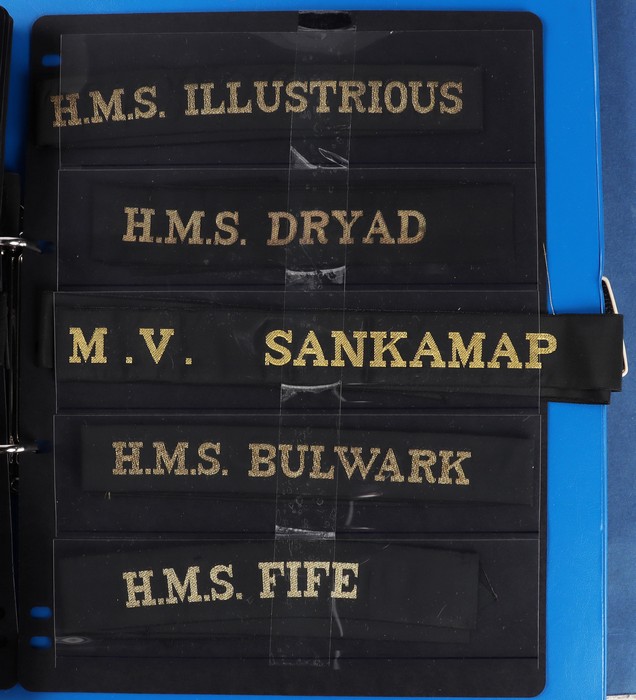 H.M.S. ILLUSTRIOUS
H.M.S. DRYAD
M.V. SANKAMAP
H.M.S. BULWARK
H.M.S. FIFE